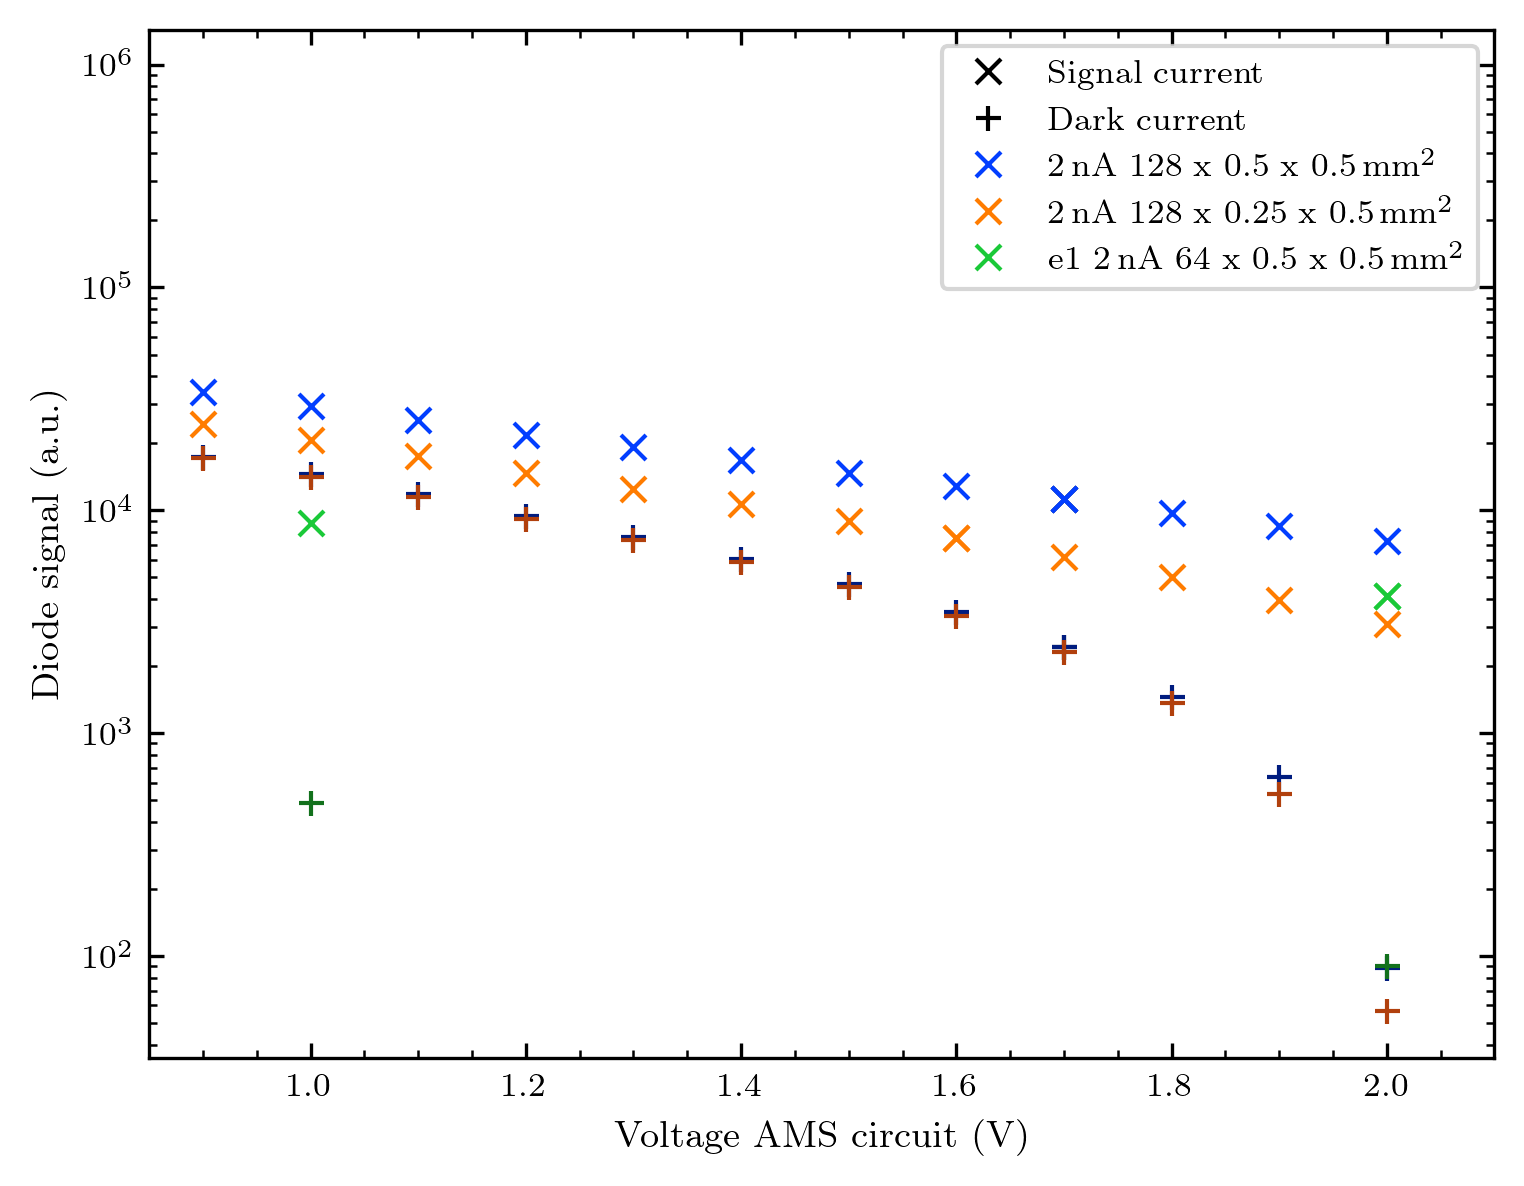 10⁶
10⁵
10⁴
10³
10²
Diode signal (a.u.)
Signal current
Dark current
2 nA 128 x 0.5 x 0.5 mm²
2 nA 128 x 0.25 x 0.5 mm²
e1 2 nA 64 x 0.5 x 0.5 mm²
1.0 1.2 1.4 1.6 1.8 2.0
Voltage AMS circuit (V)